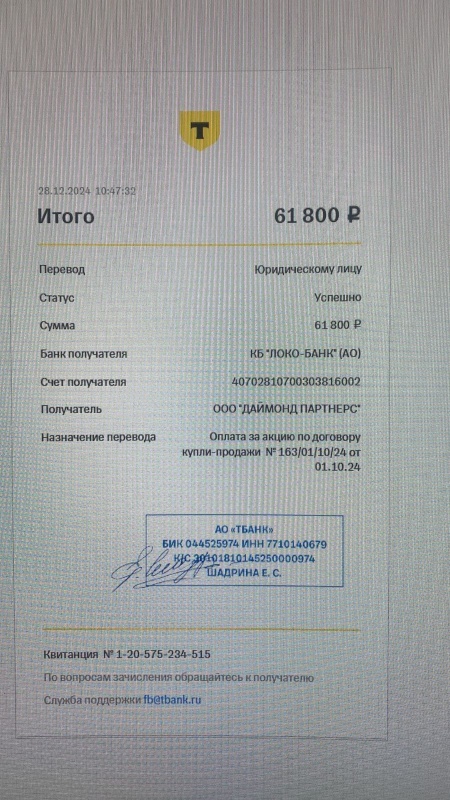 Т
28.12.2024 10:47:32
Итого 61 800 ₽
Перевод Юридическому лицу
Статус Успешно
Сумма 61 800 ₽
Банк получателя КБ "ЛОКО-БАНК" (АО)
Счет получателя 40702810700303816002
Получатель ООО "ДАЙМОНД ПАРТНЕРС"
Назначение перевода Оплата за акцию по договору
купли-продажи № 163/01/10/24 от
01.10.24
АО «ТБАНК»
БИК 044525974 ИНН 7710140679
К/С 30101810145250000974
ШАДРИНА Е. С.
Квитанция № 1-20-575-234-515
По вопросам зачисления обращайтесь к получателю
Служба поддержки fb@tbank.ru